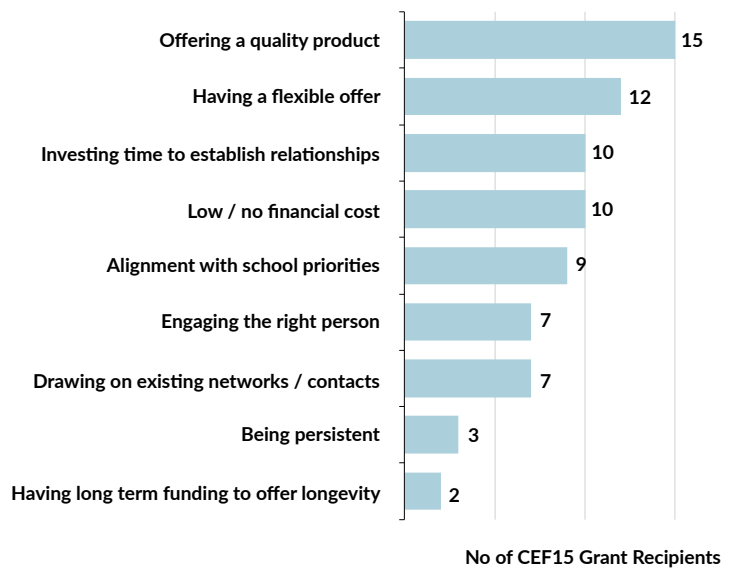 Offering a quality product 15
Having a flexible offer 12
Investing time to establish relationships 10
Low / no financial cost 10
Alignment with school priorities 9
Engaging the right person 7
Drawing on existing networks / contacts 7
Being persistent 3
Having long term funding to offer longevity 2
No of CEF15 Grant Recipients